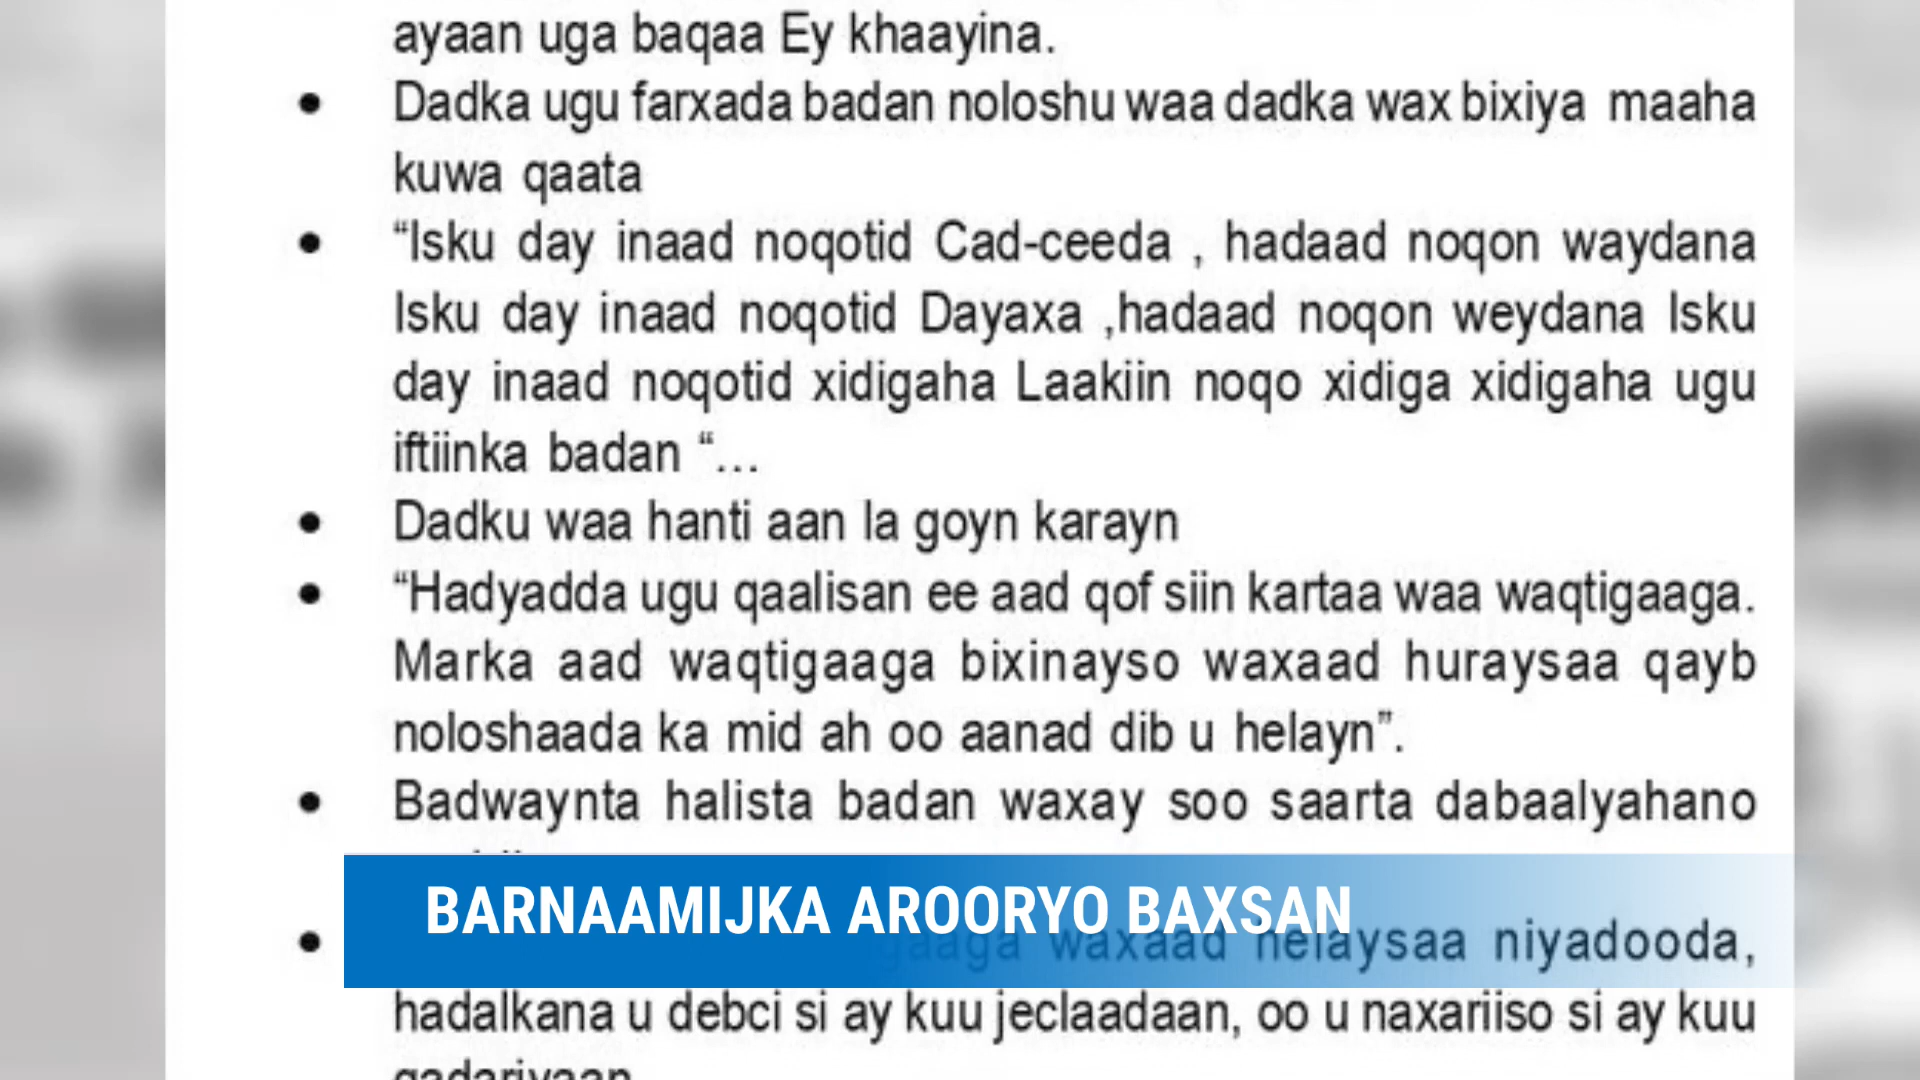 ayaan uga baqaa Ey khaayina.
• Dadka ugu farxada badan noloshu waa dadka wax bixiya maaha
kuwa qaata
• “Isku day inaad noqotid Cad-ceeda , hadaad noqon waydana
Isku day inaad noqotid Dayaxa ,hadaad noqon weydana Isku
day inaad noqotid xidigaha Laakiin noqo xidiga xidigaha ugu
iftiinka badan “...
• Dadku waa hanti aan la goyn karayn
• “Hadyadda ugu qaalisan ee aad qof siin kartaa waa waqtigaaga.
Marka aad waqtigaaga bixinayso waxaad huraysaa qayb
noloshaada ka mid ah oo aanad dib u helayn”.
• Badwaynta halista badan waxay soo saarta dabaalyahano
BARNAAMIJKA AROORYO BAXSAN
• waxaad helaysaa niyadooda,
hadalkana u debci si ay kuu jeclaadaan, oo u naxariiso si ay kuu